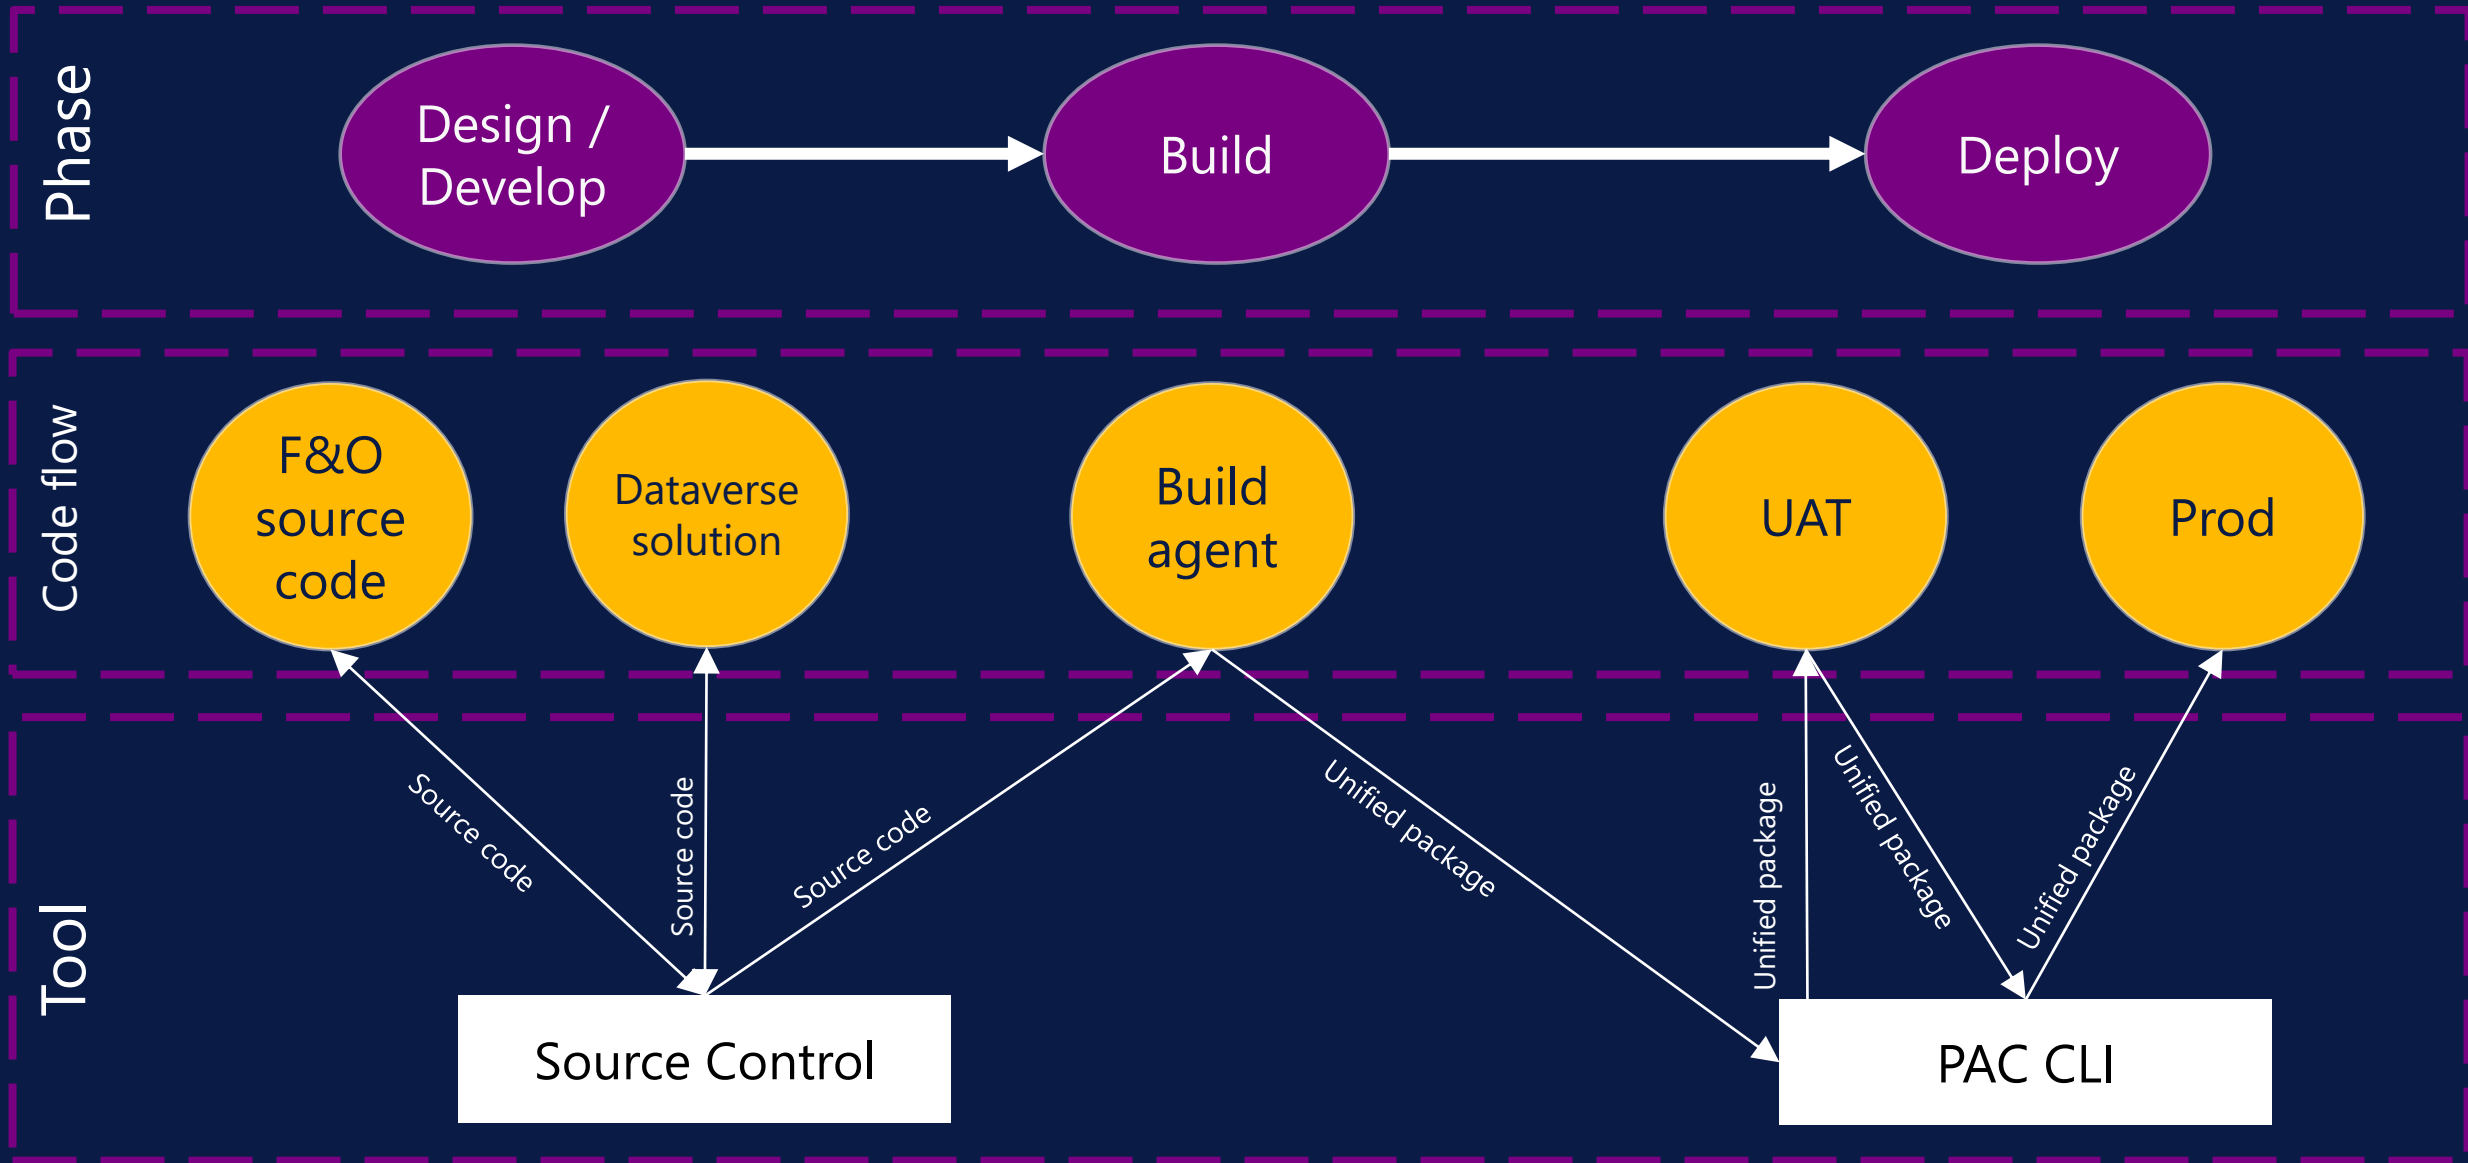 Phase
Design /
Develop
Build
Deploy
Code flow
F&O
source
code
Dataverse
solution
Build
agent
UAT
Prod
Tool
Source code
Source code
Source code
Unified package
Unified package
Unified package
Unified package
Source Control
PAC CLI